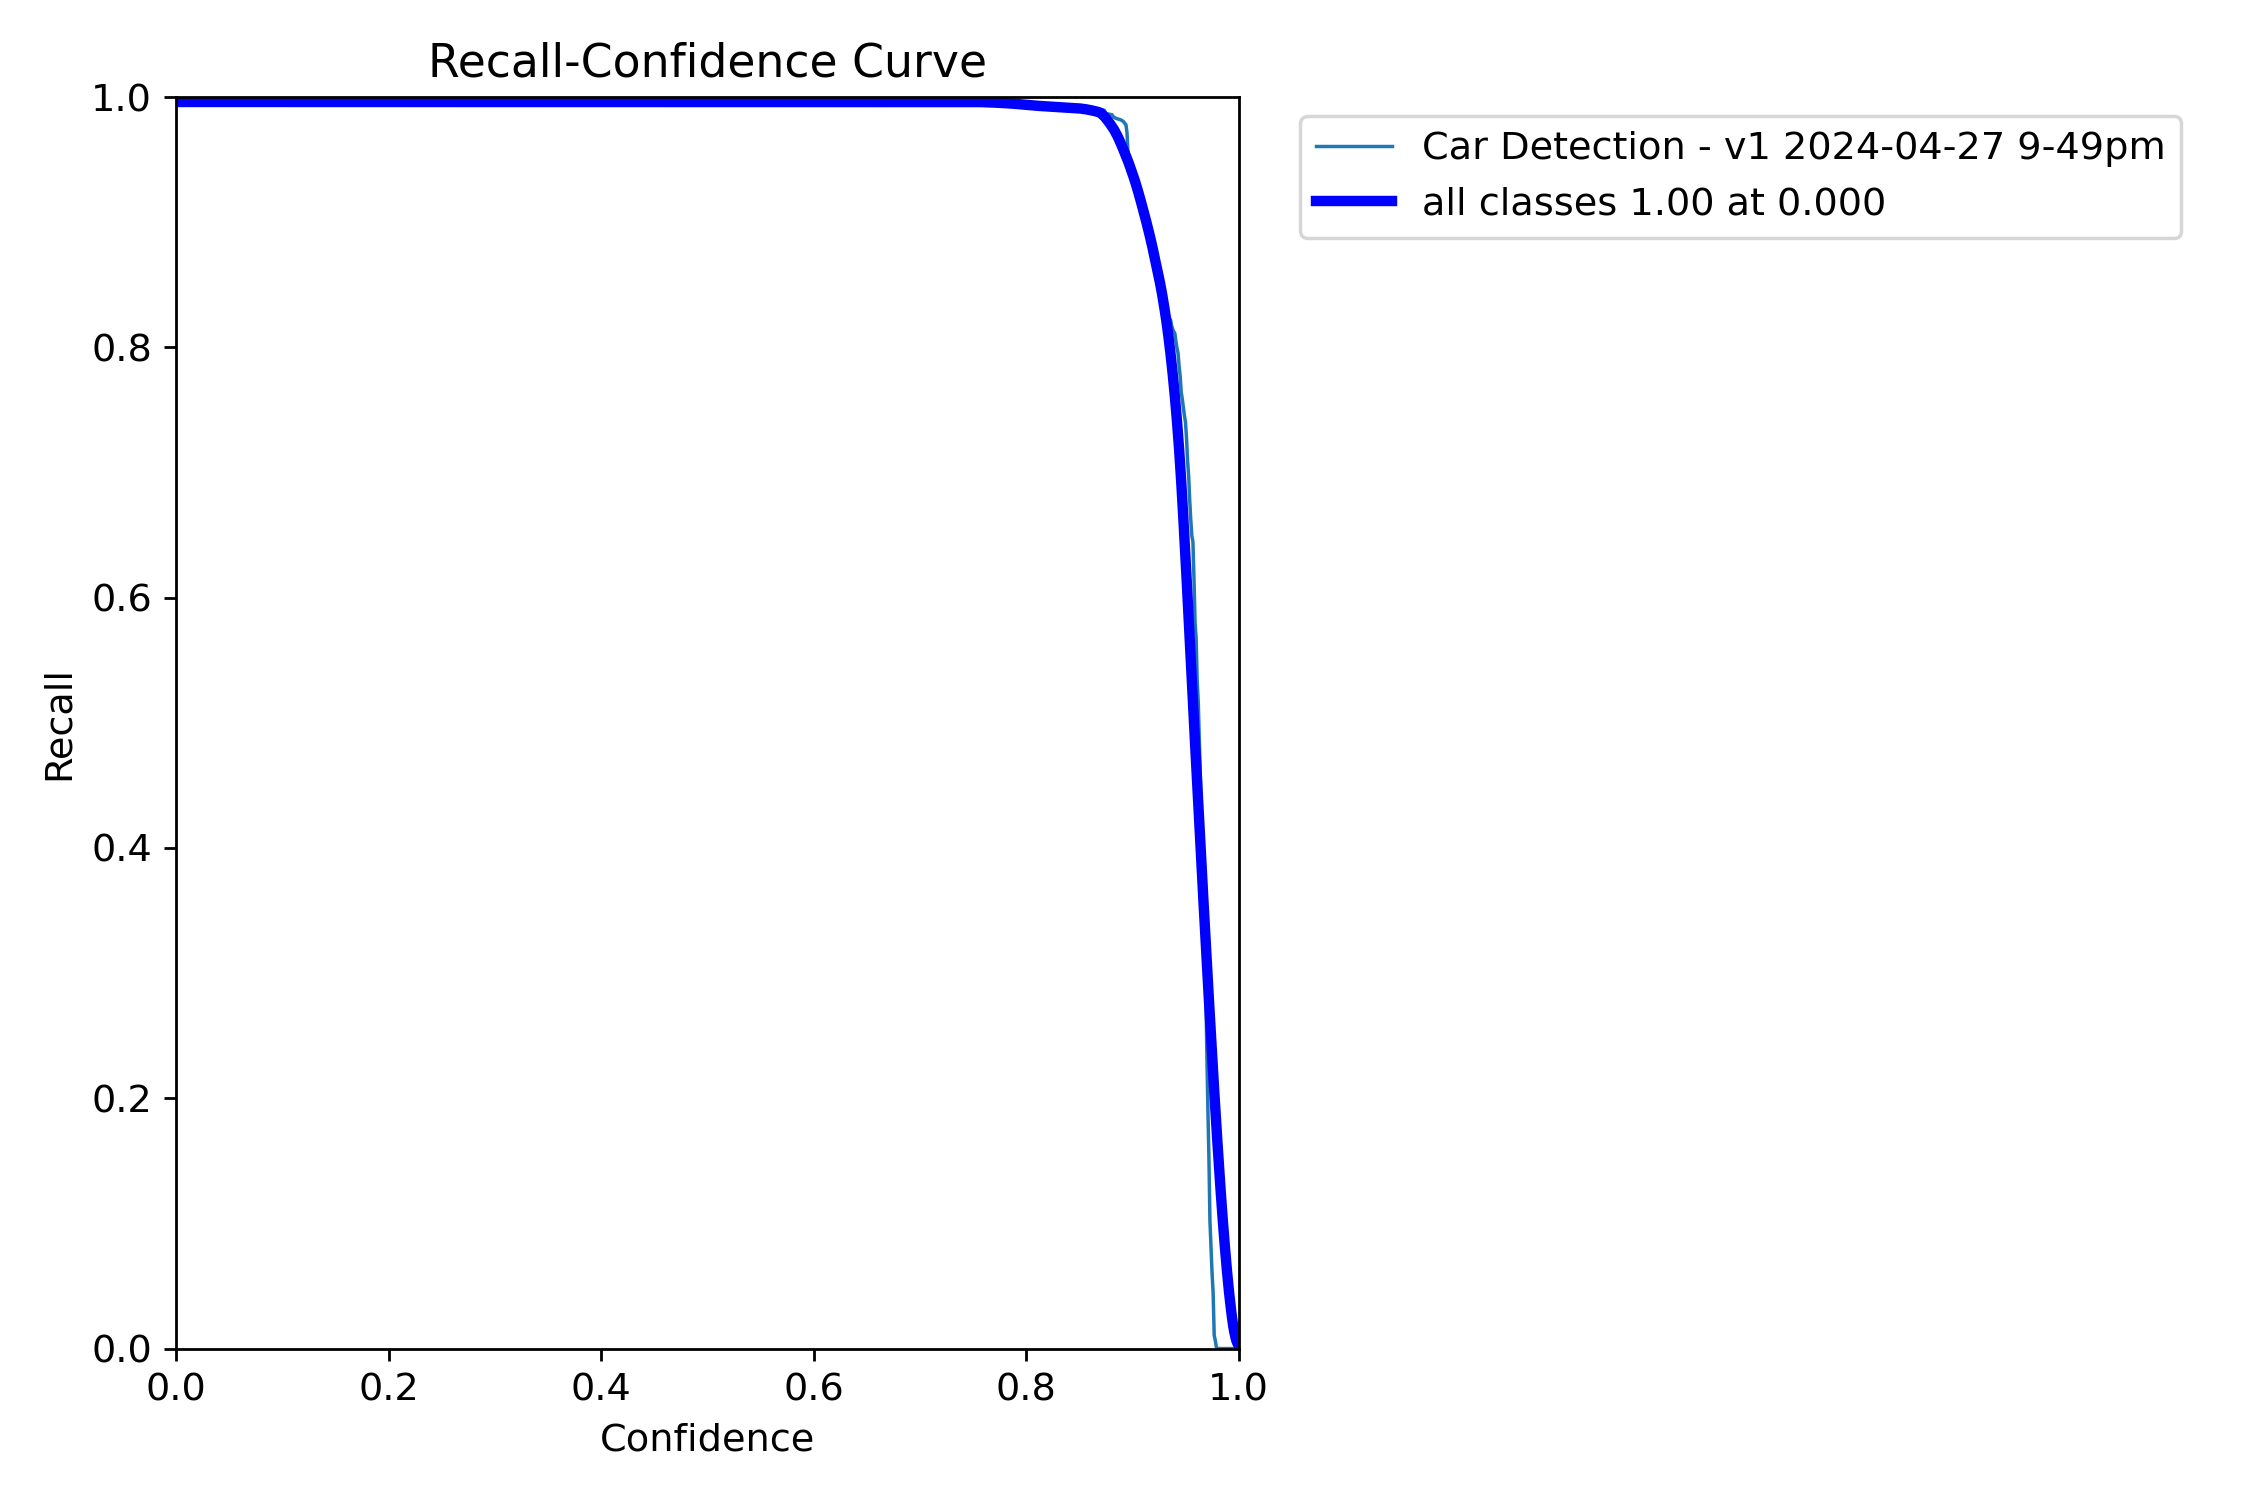 Recall-Confidence Curve
1.0
0.8
0.6
0.4
0.2
0.0
Recall
0.0 0.2 0.4 0.6 0.8 1.0
Confidence
Car Detection - v1 2024-04-27 9-49pm
all classes 1.00 at 0.000